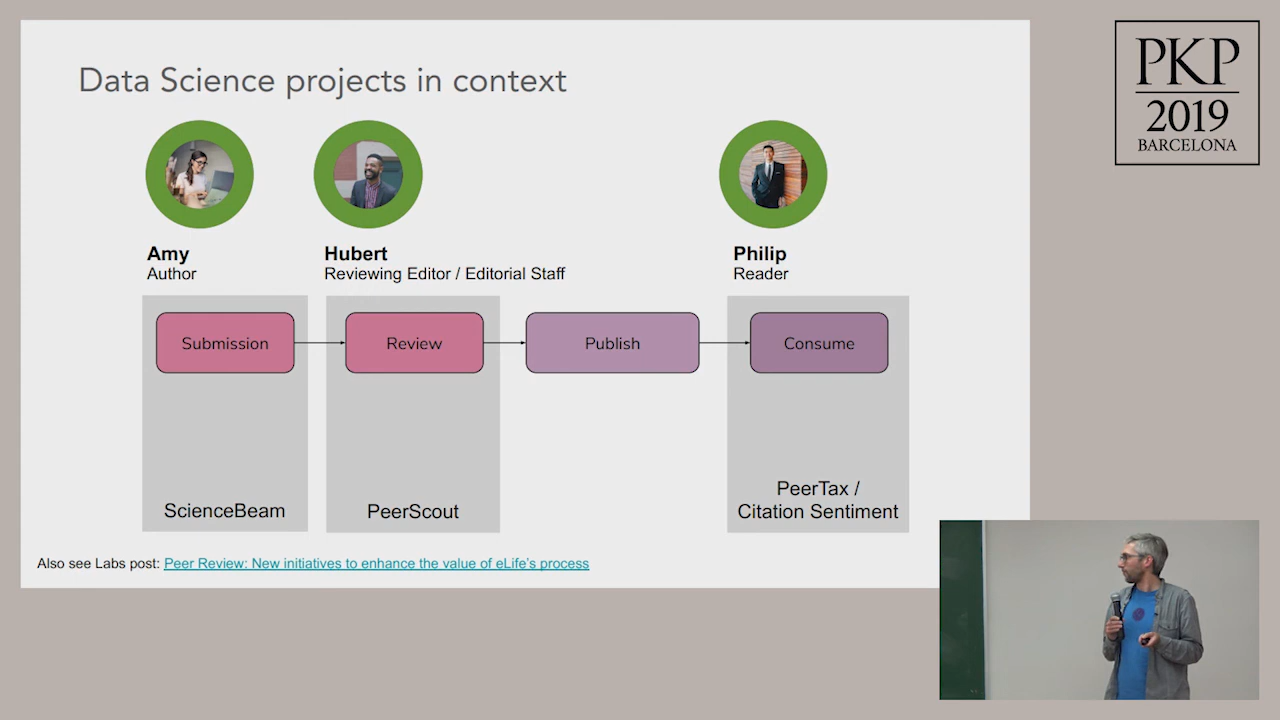 Data Science projects in context
PKP
2019
BARCELONA
Amy
Author
Hubert
Reviewing Editor / Editorial Staff
Philip
Reader
Submission
Review
Publish
Consume
ScienceBeam
PeerScout
PeerTax /
Citation Sentiment
Also see Labs post: Peer Review: New initiatives to enhance the value of eLife's process